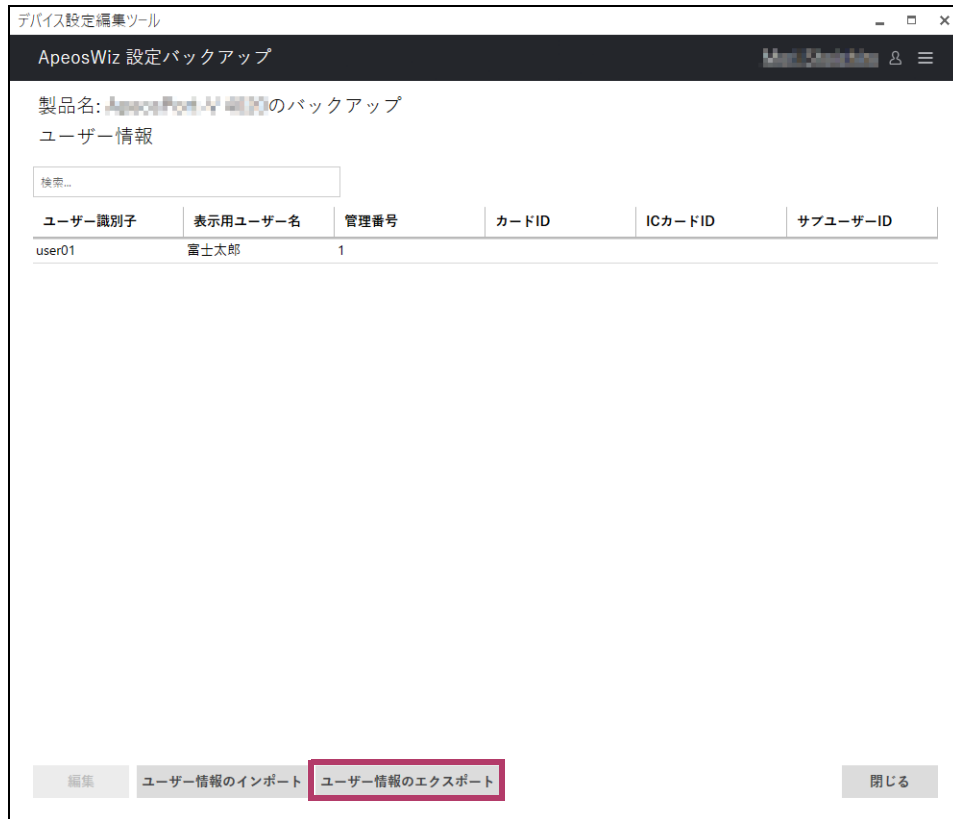 デバイス設定編集ツール
ApeosWiz 設定バックアップ
製品名: のバックアップ
ユーザー情報
検索...
ユーザー識別子 表示用ユーザー名 管理番号 カードID ICカードID サブユーザーID
user01 富士太郎 1
編集 ユーザー情報のインポート ユーザー情報のエクスポート 閉じる